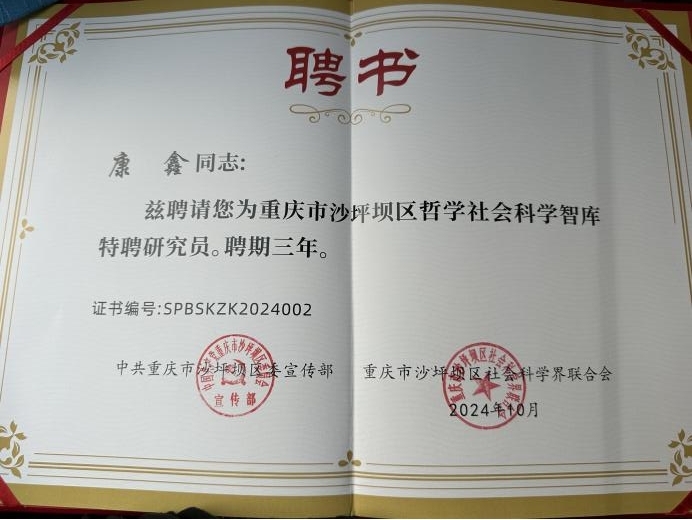 聘书
康 鑫 同志:
兹聘请您为重庆市沙坪坝区哲学社会科学智库
特聘研究员。聘期三年。
证书编号:SPBSKZK2024002
中共重庆市沙坪坝区委宣传部 重庆市沙坪坝区社会科学界联合会
宣传部
2024年10月